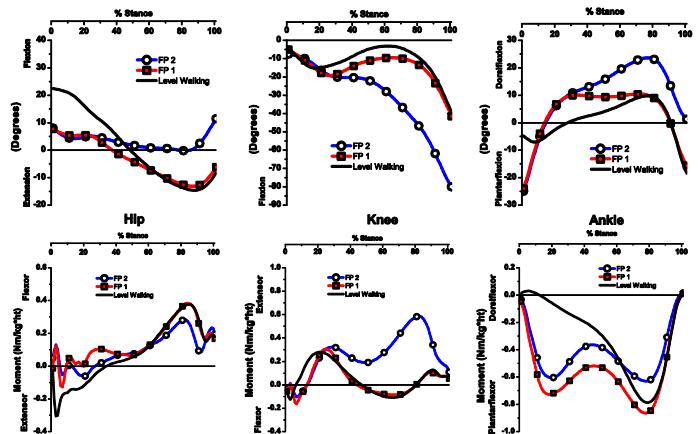 % Stance
0 20 40 60 80 100
Flexion
(Degrees)
Extension
40
30
20
10
0
-10
-20
FP 2
FP 1
Level Walking
% Stance
0 20 40 60 80 100
(Degrees)
Flexion
0
-10
-20
-30
-40
-50
-60
-70
-80
-90
FP 2
FP 1
Level Walking
% Stance
0 20 40 60 80 100
Dorsiflexion
(Degrees)
Plantarflexion
40
30
20
10
0
-10
-20
-30
FP 2
FP 1
Level Walking
Hip
Knee
Ankle
% Stance
0 20 40 60 80 100
Flexor
Moment (Nm/kg*ht)
Extensor
0.6
0.4
0.2
0.0
-0.2
-0.4
FP 2
FP 1
Level Walking
% Stance
0 20 40 60 80 100
Extensor
Moment (Nm/kg*ht)
Flexor
1.0
0.8
0.6
0.4
0.2
0.0
-0.2
-0.4
FP 2
FP 1
Level Walking
% Stance
0 20 40 60 80 100
Dorsiflexor
Moment (Nm/kg*ht)
Plantarflexor
0.2
0.0
-0.2
-0.4
-0.6
-0.8
-1.0
FP 2
FP 1
Level Walking